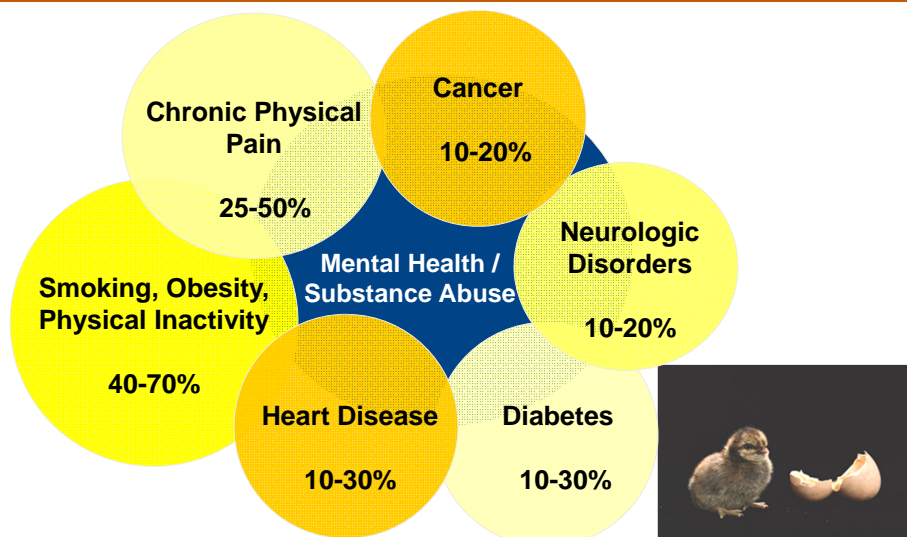 Cancer
10-20%
Chronic Physical
Pain
25-50%
Neurologic
Disorders
10-20%
Mental Health /
Substance Abuse
Smoking, Obesity,
Physical Inactivity
40-70%
Heart Disease
10-30%
Diabetes
10-30%